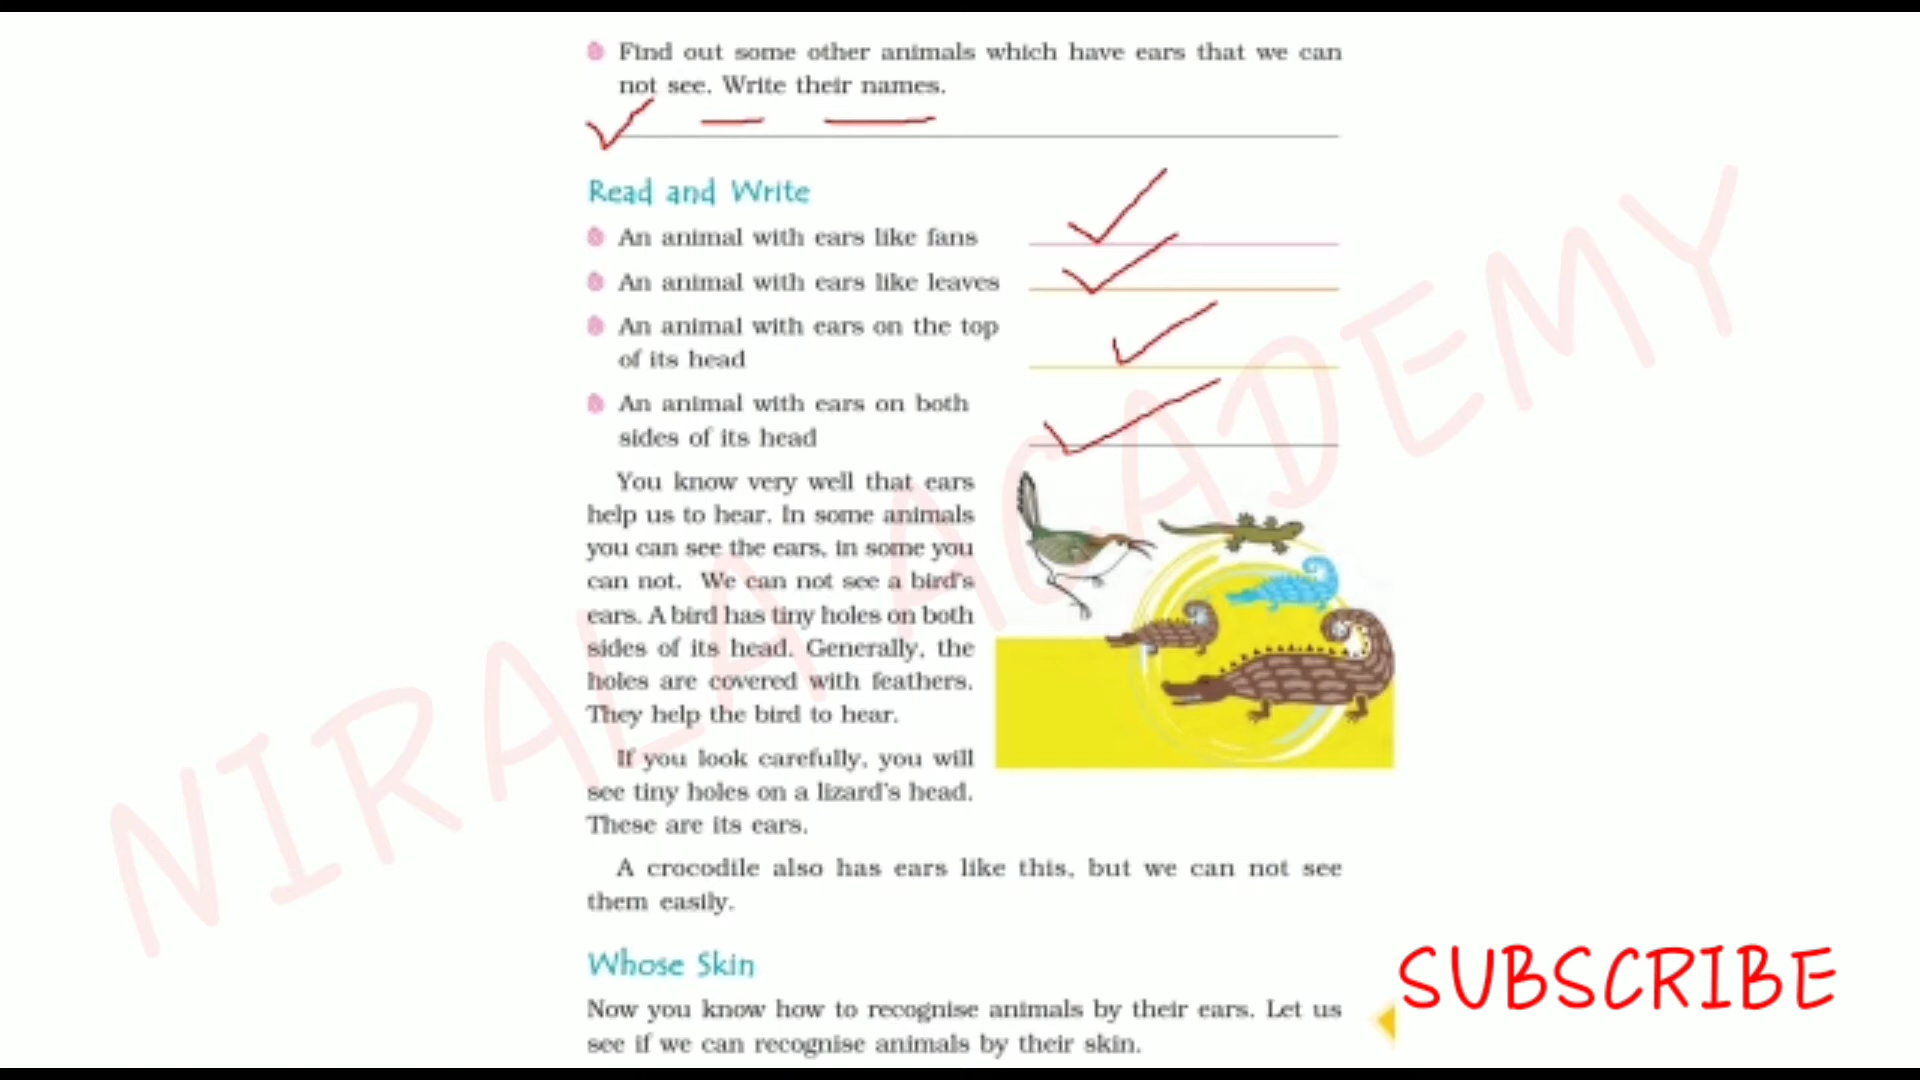 Find out some other animals which have ears that we can
not see. Write their names.
Read and Write
An animal with ears like fans
An animal with ears like leaves
An animal with ears on the top
of its head
An animal with ears on both
sides of its head
You know very well that ears
help us to hear. In some animals
you can see the ears, in some you
can not. We can not see a bird's
ears. A bird has tiny holes on both
sides of its head. Generally, the
holes are covered with feathers.
They help the bird to hear.
If you look carefully, you will
see tiny holes on a lizard's head.
These are its ears.
A crocodile also has ears like this, but we can not see
them easily.
Whose Skin
Now you know how to recognise animals by their ears. Let us
see if we can recognise animals by their skin.
NIRALA ACADEMY
SUBSCRIBE